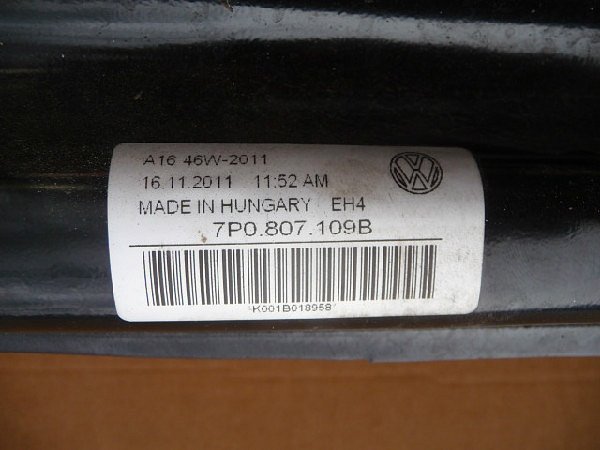 A16 46W-2011
16.11.2011 11:52 AM
MADE IN HUNGARY EH4
7P0.807.109B
*K001B018958*